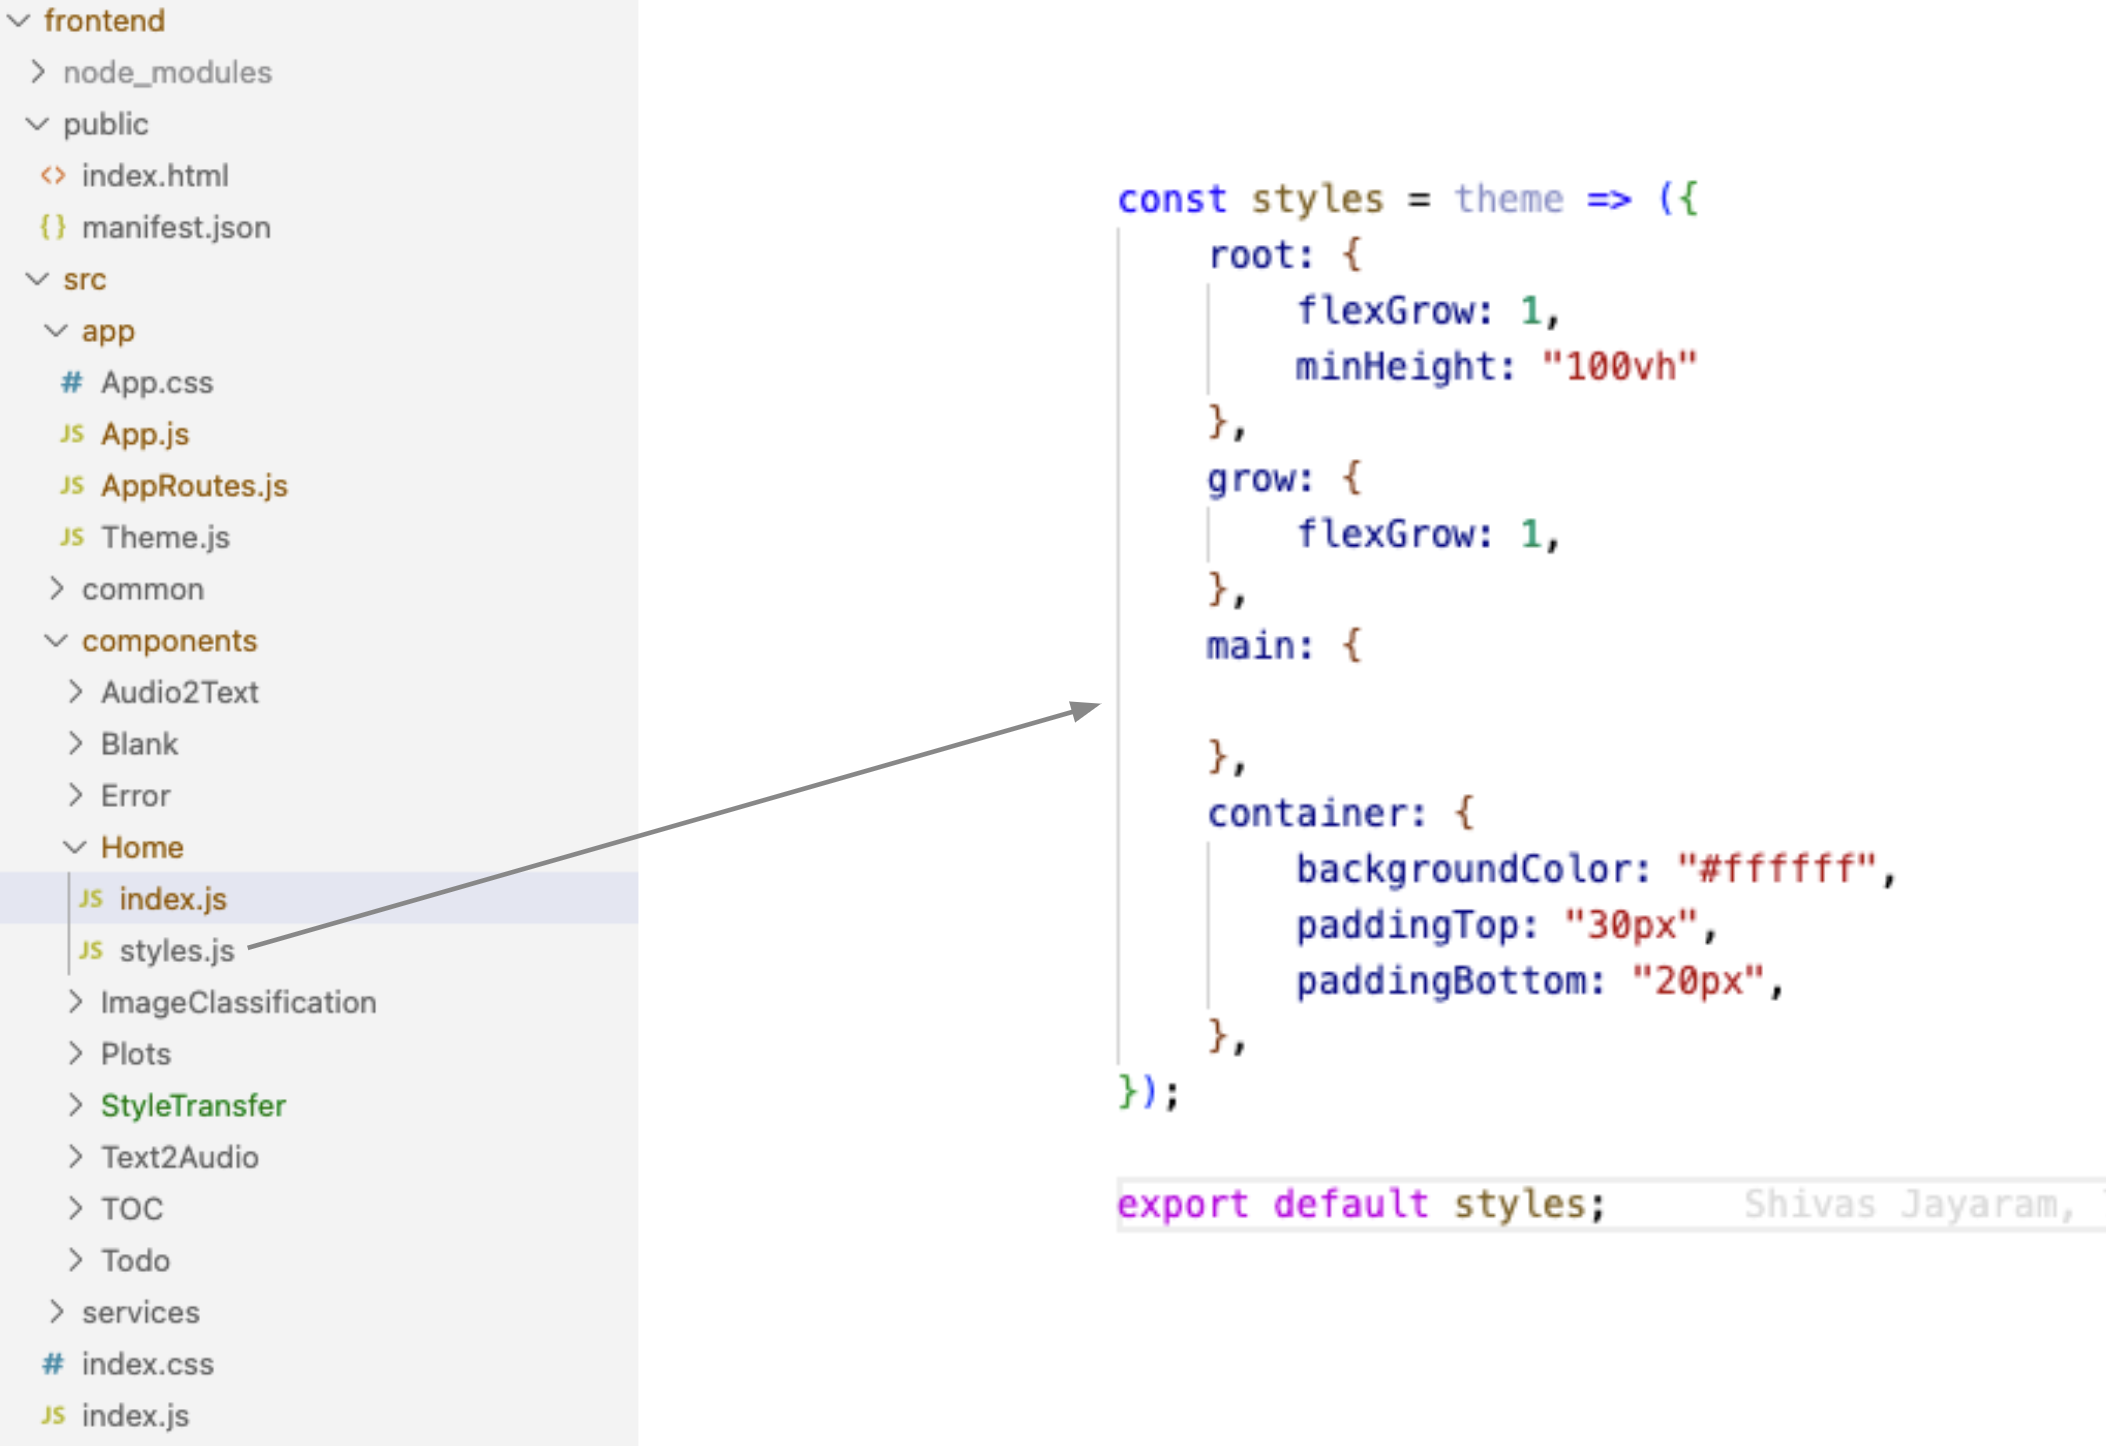 frontend
node_modules
public
<> index.html
{} manifest.json
src
app
# App.css
JS App.js
JS AppRoutes.js
JS Theme.js
common
components
Audio2Text
Blank
Error
Home
JS index.js
JS styles.js
ImageClassification
Plots
StyleTransfer
Text2Audio
TOC
Todo
services
# index.css
JS index.js
const styles = theme => ({
    root: {
        flexGrow: 1,
        minHeight: "100vh"
    },
    grow: {
        flexGrow: 1,
    },
    main: {

    },
    container: {
        backgroundColor: "#ffffff",
        paddingTop: "30px",
        paddingBottom: "20px",
    },
});

export default styles; Shivas Jayaram,